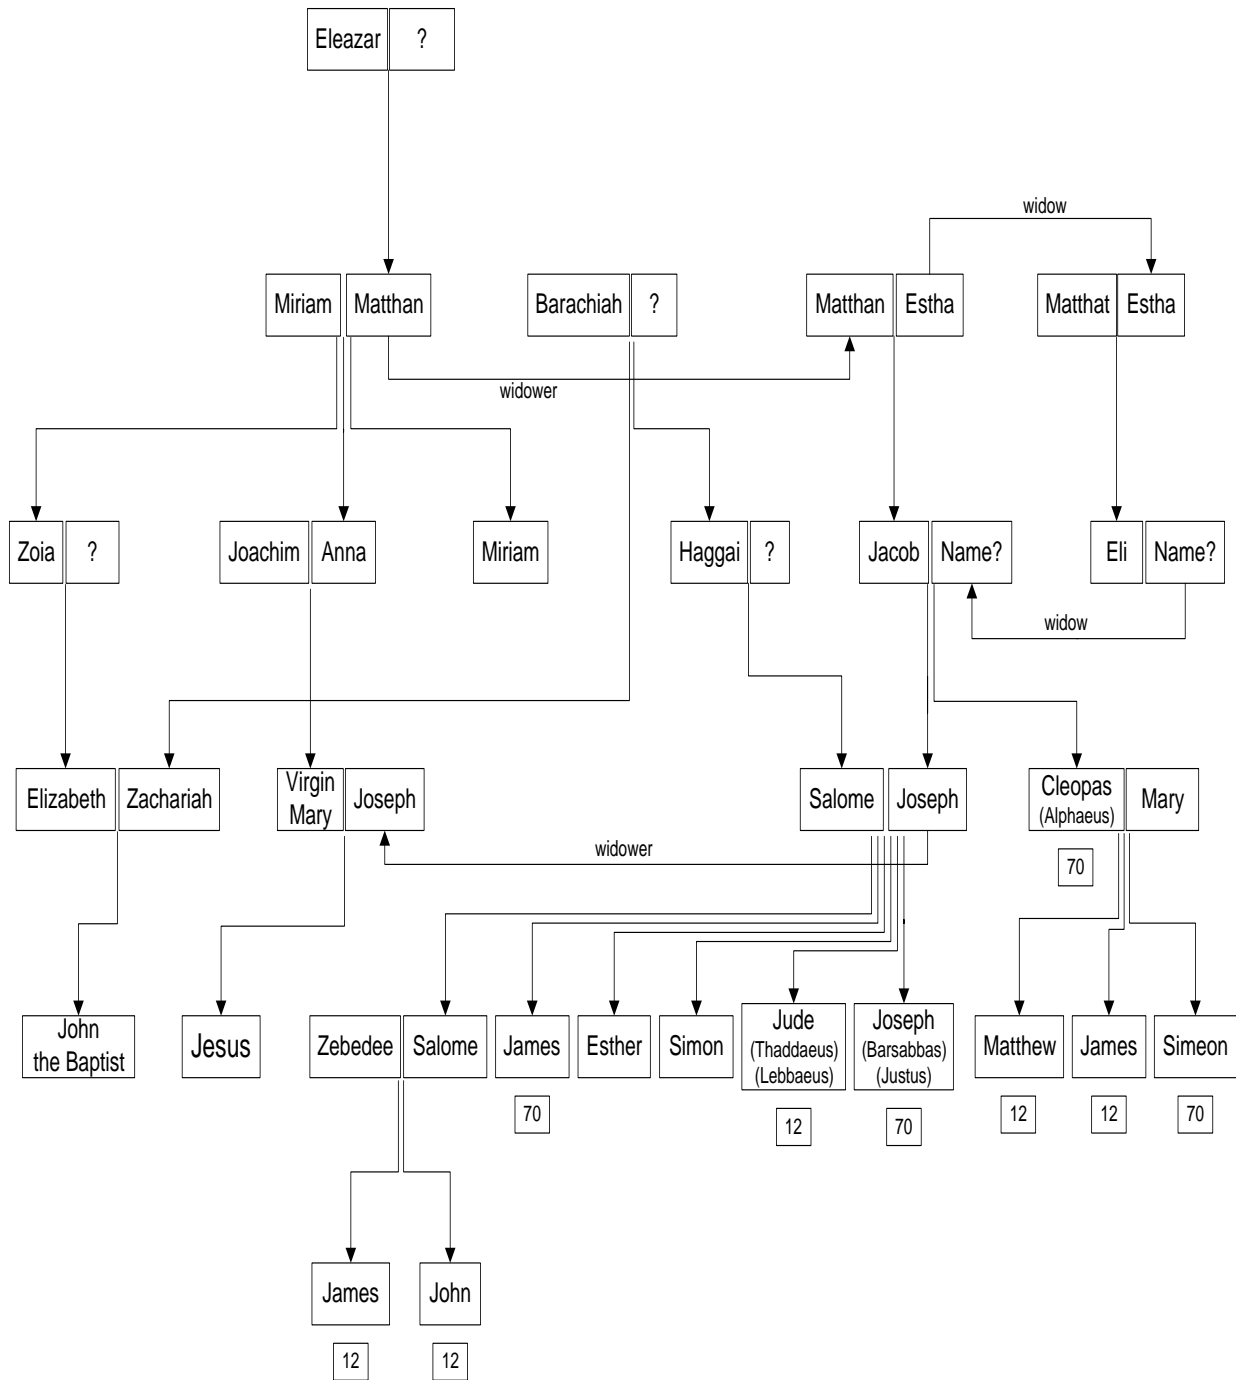 Eleazar ?
widow
Miriam Matthan Barachiah ? Matthan Estha Matthat Estha
widower
Zoia ? Joachim Anna Miriam Haggai ? Jacob Name? Eli Name?
widow
Elizabeth Zachariah Virgin
Mary Joseph Salome Joseph Cleopas
(Alphaeus) Mary
widower
70
John
the Baptist
Jesus
Zebedee Salome James Esther Simon
Jude
(Thaddaeus)
(Lebbaeus)
Joseph
(Barsabbas)
(Justus)
Matthew James Simeon
70 12 70 12 12 70
James John
12 12